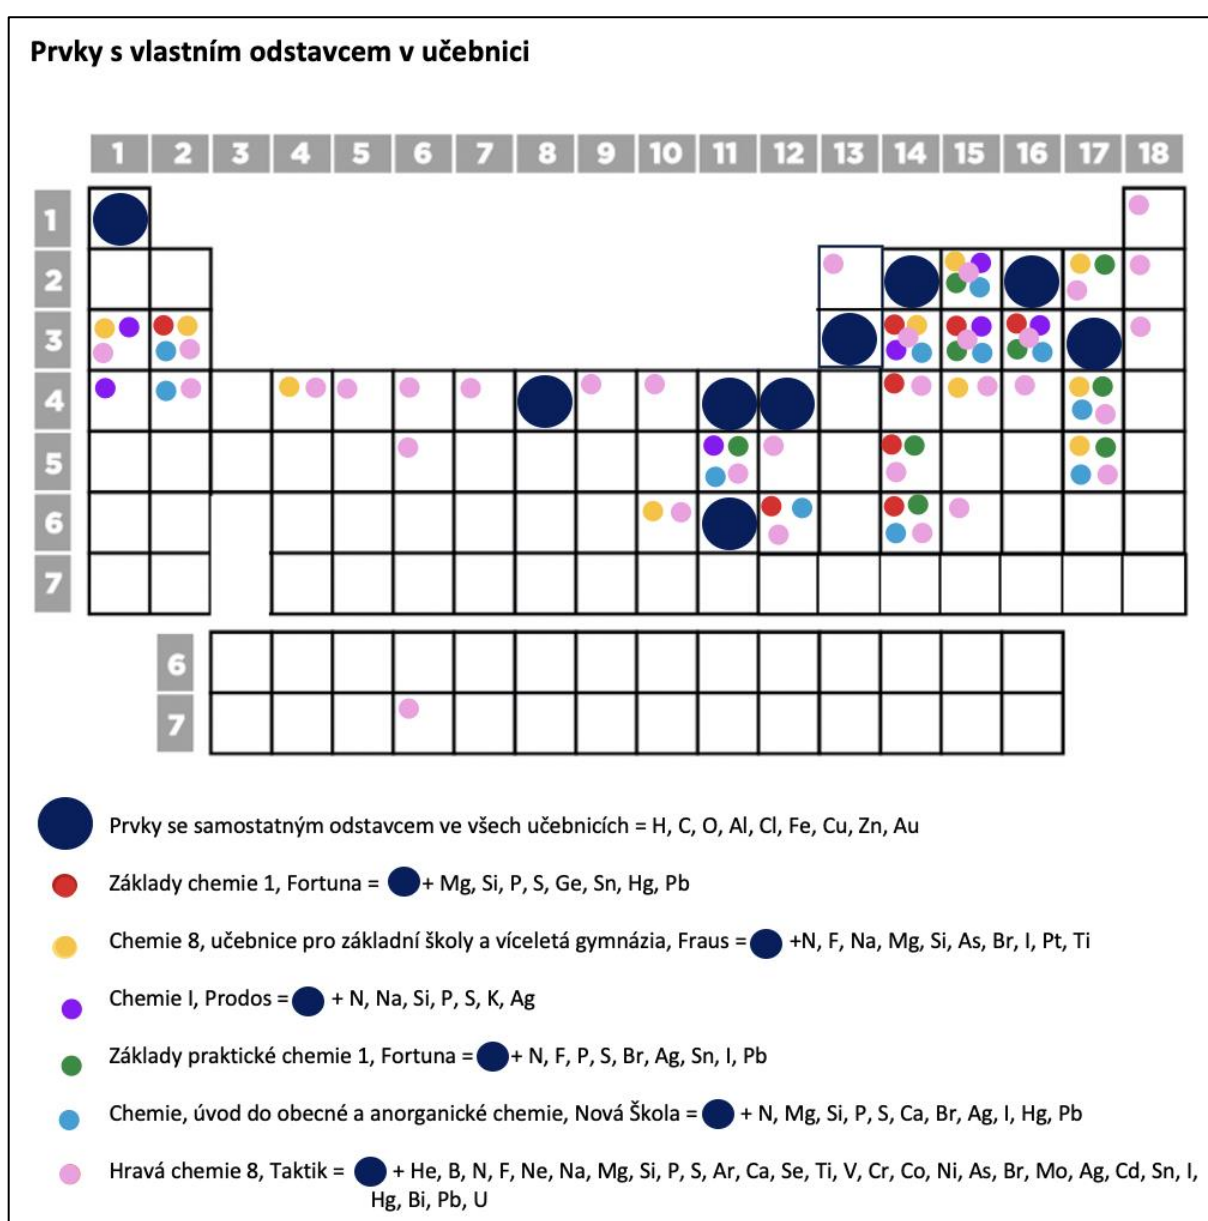 Prvky s vlastním odstavcem v učebnici
1 2 3 4 5 6 7 8 9 10 11 12 13 14 15 16 17 18
1
2
3
4
5
6
7
6
7
Prvky se samostatným odstavcem ve všech učebnicích = H, C, O, Al, Cl, Fe, Cu, Zn, Au
Základy chemie 1, Fortuna = + Mg, Si, P, S, Ge, Sn, Hg, Pb
Chemie 8, učebnice pro základní školy a víceletá gymnázia, Fraus = +N, F, Na, Mg, Si, As, Br, I, Pt, Ti
Chemie I, Prodos = + N, Na, Si, P, S, K, Ag
Základy praktické chemie 1, Fortuna = + N, F, P, S, Br, Ag, Sn, I, Pb
Chemie, úvod do obecné a anorganické chemie, Nová Škola = + N, Mg, Si, P, S, Ca, Br, Ag, I, Hg, Pb
Hravá chemie 8, Taktik = + He, B, N, F, Ne, Na, Mg, Si, P, S, Ar, Ca, Se, Ti, V, Cr, Co, Ni, As, Br, Mo, Ag, Cd, Sn, I,
Hg, Bi, Pb, U